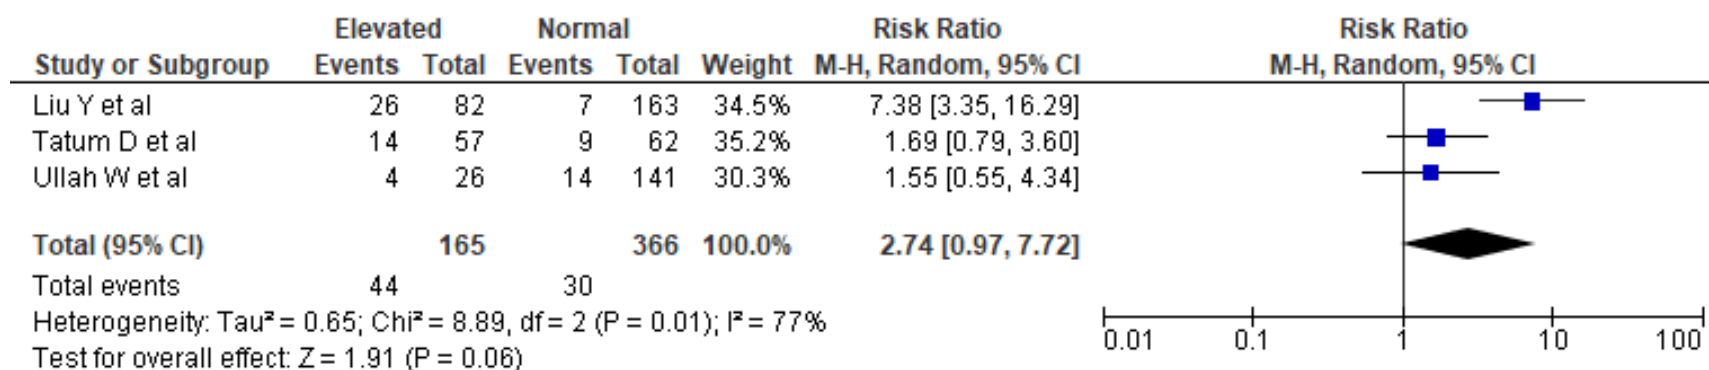 Elevated Normal Risk Ratio Risk Ratio
Study or Subgroup Events Total Events Total Weight M-H, Random, 95% CI M-H, Random, 95% CI
Liu Y et al 26 82 7 163 34.5% 7.38 [3.35, 16.29]
Tatum D et al 14 57 9 62 35.2% 1.69 [0.79, 3.60]
Ullah W et al 4 26 14 141 30.3% 1.55 [0.55, 4.34]
Total (95% CI) 165 366 100.0% 2.74 [0.97, 7.72]
Total events 44 30
Heterogeneity: Tau² = 0.65; Chi² = 8.89, df = 2 (P = 0.01); I² = 77%
Test for overall effect: Z = 1.91 (P = 0.06)
0.01 0.1 1 10 100